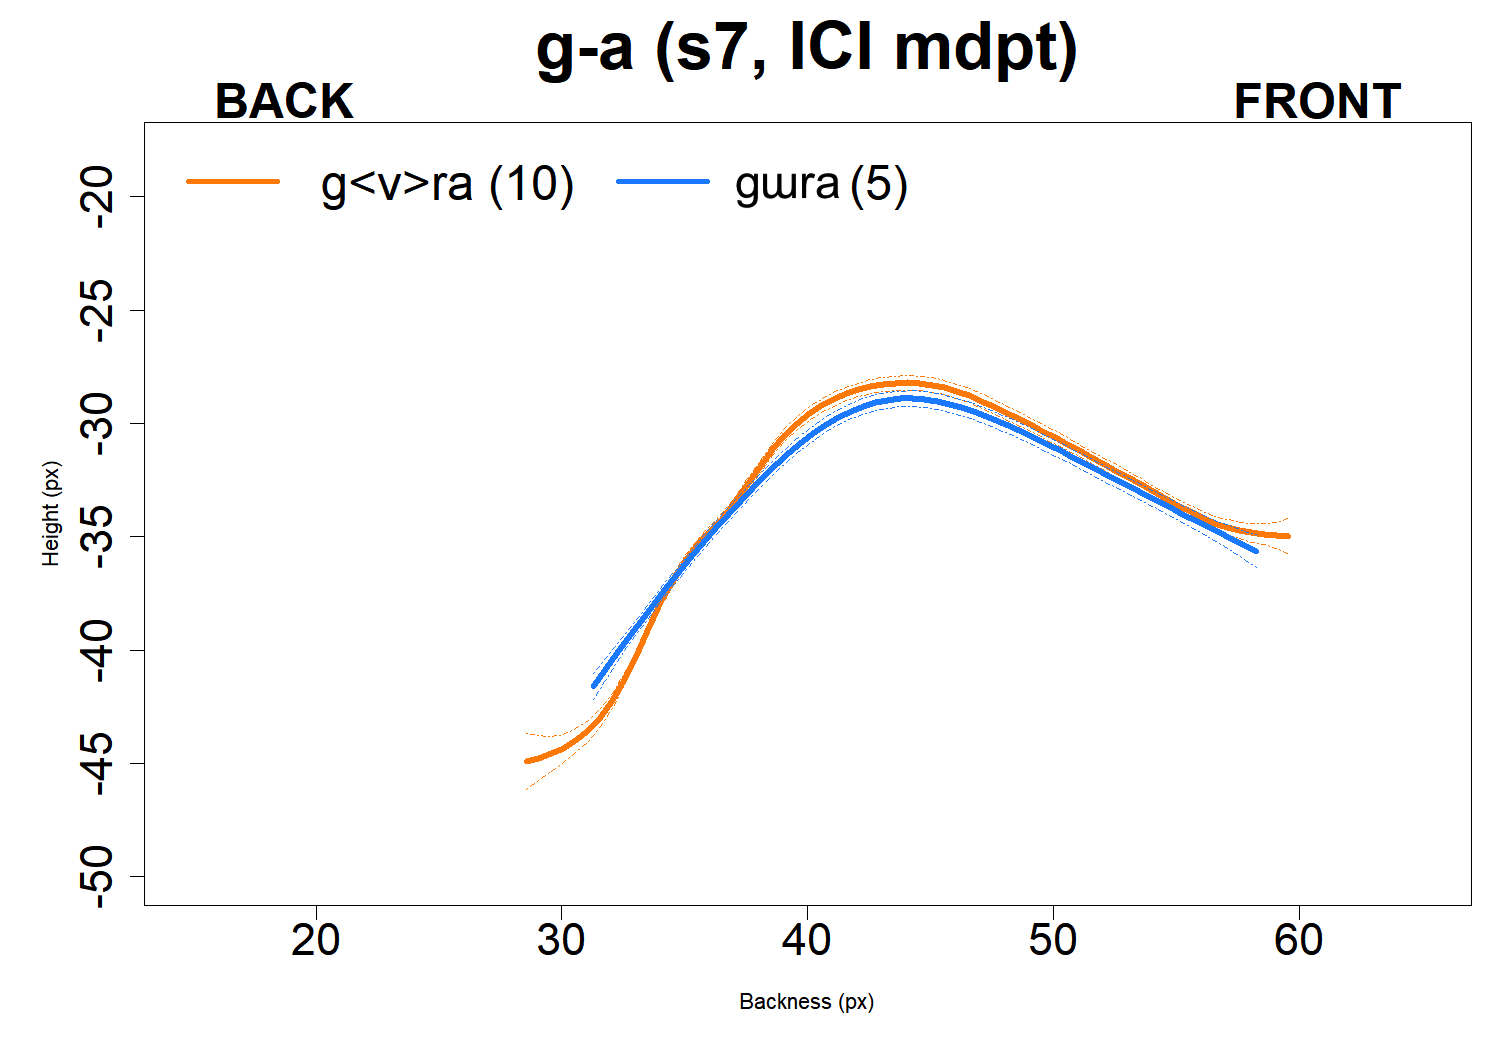 g-a (s7, ICI mdpt)
BACK FRONT
g<v>ra (10) gɯra (5)
-20
-25
-30
-35
-40
-45
-50
Height (px)
20 30 40 50 60
Backness (px)